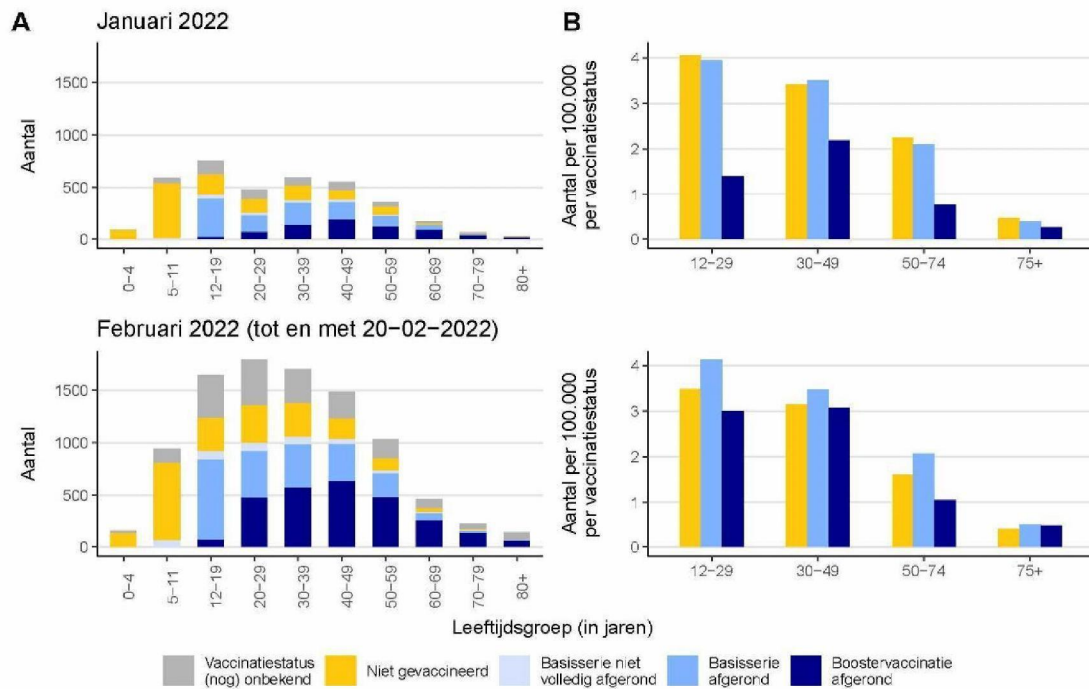 A
Januari 2022
B
Aantal
1500
1000
500
0
0-4
5-11
12-19
20-29
30-39
40-49
50-59
60-69
70-79
80+
Aantal per 100.000
per vaccinatiestatus
4
3
2
1
0
12-29
30-49
50-74
75+
Februari 2022 (tot en met 20-02-2022)
Aantal
1500
1000
500
0
0-4
5-11
12-19
20-29
30-39
40-49
50-59
60-69
70-79
80+
Aantal per 100.000
per vaccinatiestatus
4
3
2
1
0
12-29
30-49
50-74
75+
Leeftijdsgroep (in jaren)
Vaccinatiestatus
(nog) onbekend
Niet gevaccineerd
Basisserie niet
volledig afgerond
Basisserie
afgerond
Boostervaccinatie
afgerond